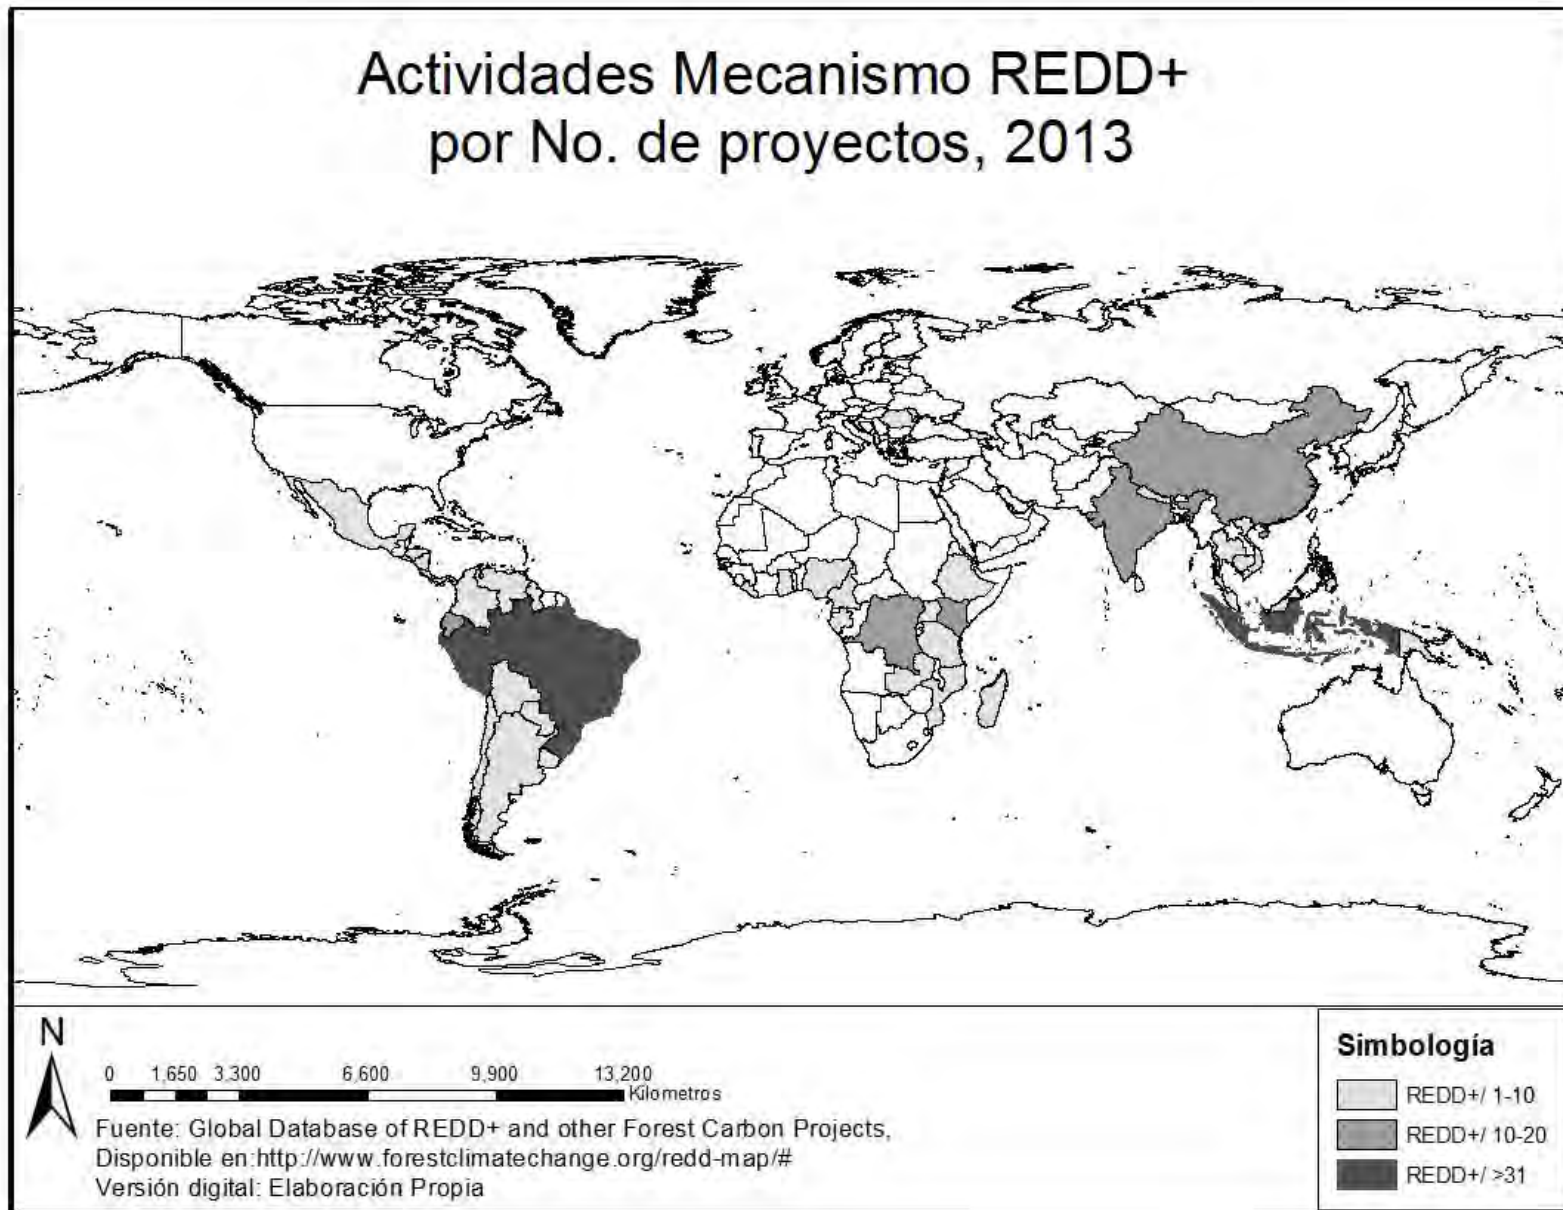 Actividades Mecanismo REDD+
por No. de proyectos, 2013
N
0 1,650 3,300 6,600 9,900 13,200
Kilometros
Fuente: Global Database of REDD+ and other Forest Carbon Projects,
Disponible en:http://www.forestclimatechange.org/redd-map/#
Versión digital: Elaboración Propia
Simbología
REDD+/ 1-10
REDD+/ 10-20
REDD+/ >31